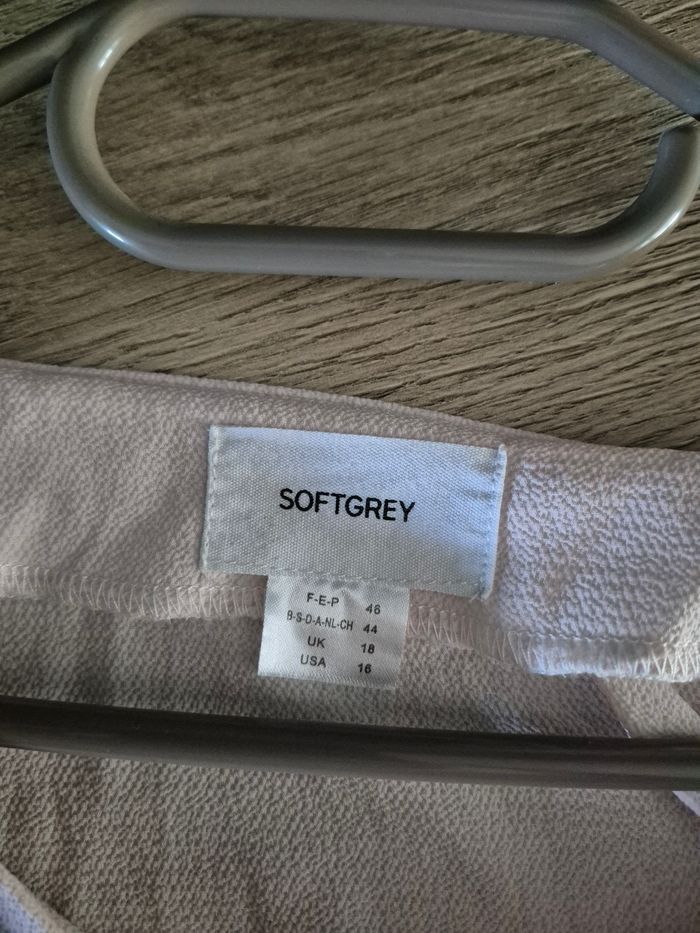 SOFTGREY
F-E-P 46
B-S-D-A-NL-CH 44
UK 18
USA 16